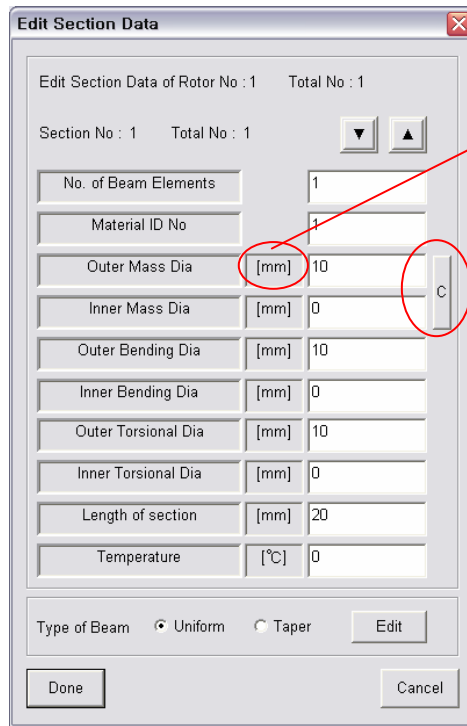 Edit Section Data
Edit Section Data of Rotor No : 1 Total No : 1
Section No : 1 Total No : 1 ▼ ▲
No. of Beam Elements 1
Material ID No 1
Outer Mass Dia [mm] 10
C
Inner Mass Dia [mm] 0
Outer Bending Dia [mm] 10
Inner Bending Dia [mm] 0
Outer Torsional Dia [mm] 10
Inner Torsional Dia [mm] 0
Length of section [mm] 20
Temperature [°C] 0
Type of Beam Uniform Taper Edit
Done Cancel